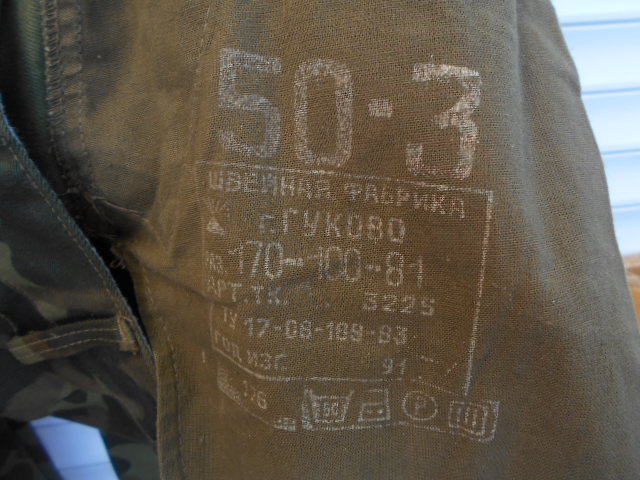 50-3
ШВЕЙНАЯ ФАБРИКА
Г.ГУКОВО
РАЗ. 170-100-81
АРТ.ТК. 3225
ТУ 17-08-189-83
ГОД ИЗГ. 91
Р